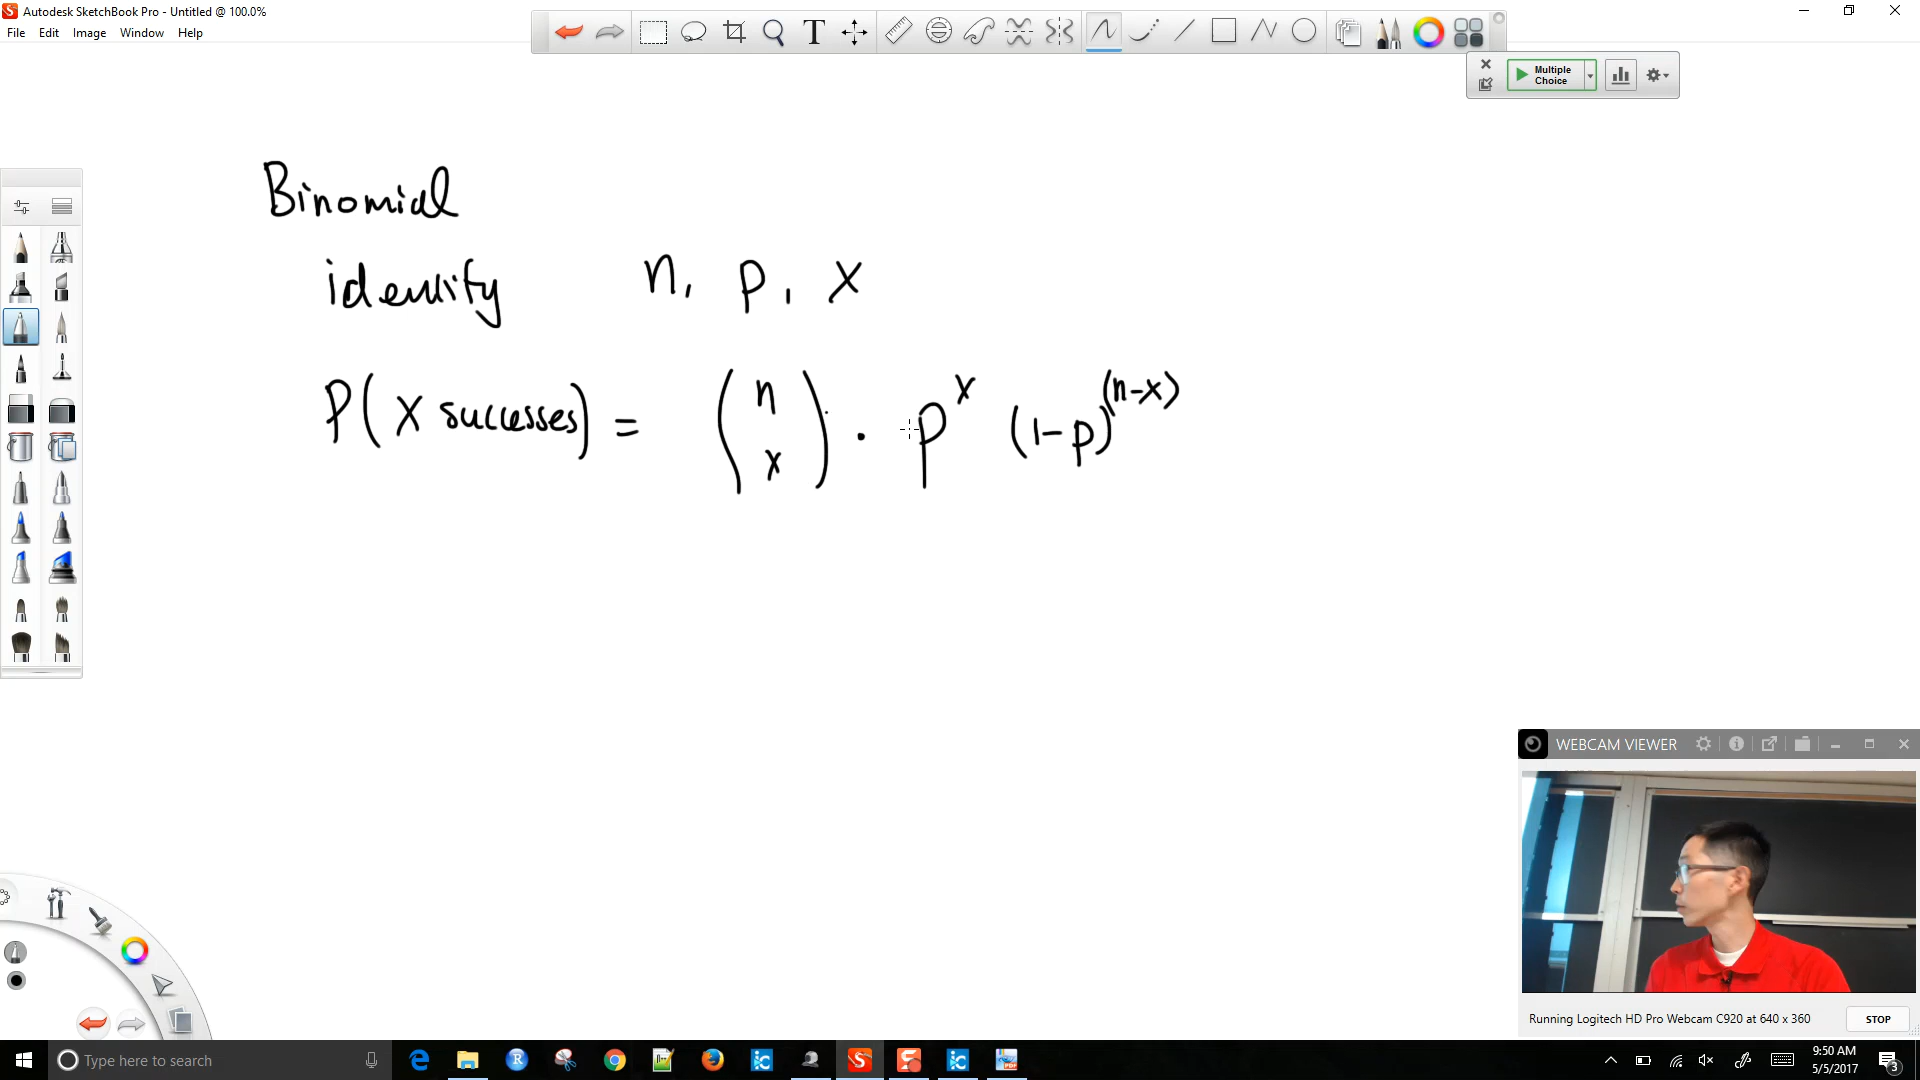 Autodesk SketchBook Pro - Untitled @ 100.0%
File Edit Image Window Help
T
Multiple
Choice
Binomial
identify n, p, x
P(x successes) = (n x) · p^x (1-p)^(n-x)
WEBCAM VIEWER
Running Logitech HD Pro Webcam C920 at 640 x 360 STOP
Type here to search
9:50 AM
5/5/2017
3